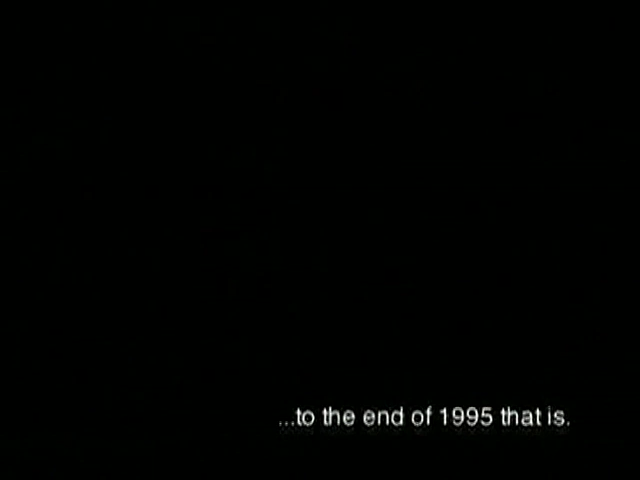 ...to the end of 1995 that is.